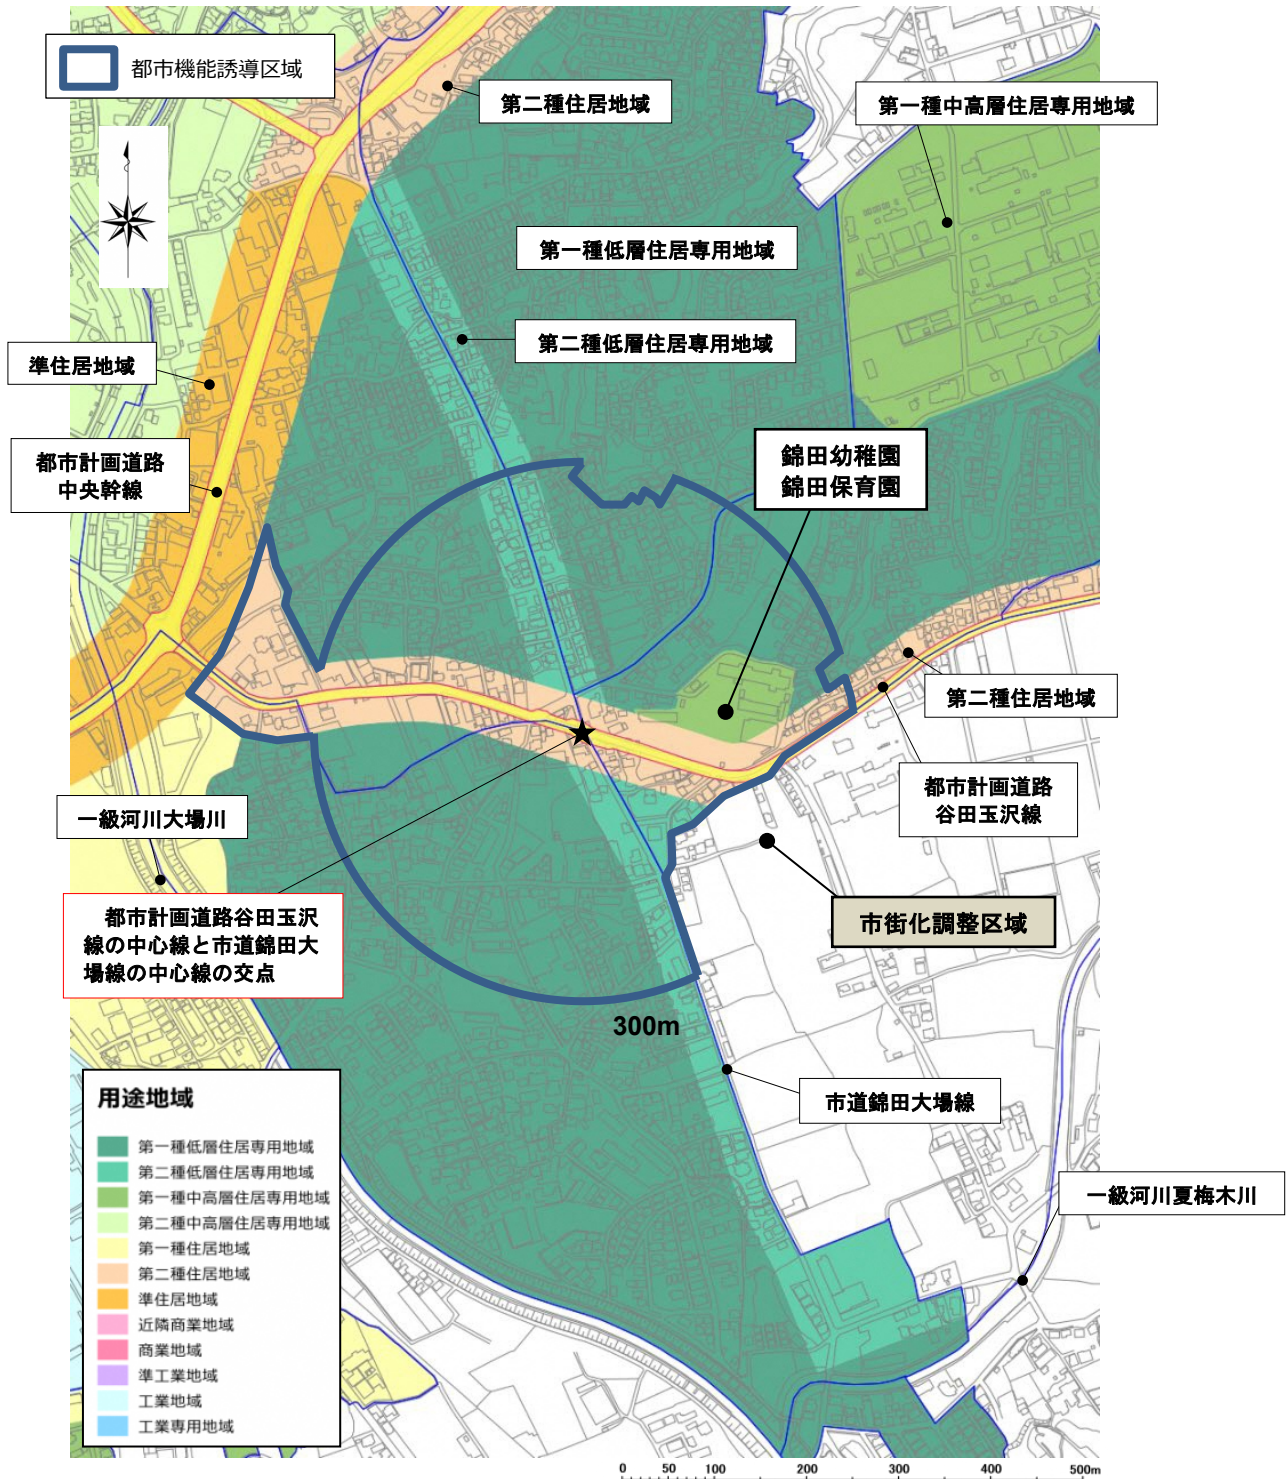 都市機能誘導区域
第二種住居地域
第一種中高層住居専用地域
第一種低層住居専用地域
第二種低層住居専用地域
準住居地域
都市計画道路
中央幹線
錦田幼稚園
錦田保育園
第二種住居地域
都市計画道路
谷田玉沢線
一級河川大場川
市街化調整区域
都市計画道路谷田玉沢
線の中心線と市道錦田大
場線の中心線の交点
300m
市道錦田大場線
一級河川夏梅木川
用途地域
第一種低層住居専用地域
第二種低層住居専用地域
第一種中高層住居専用地域
第二種中高層住居専用地域
第一種住居地域
第二種住居地域
準住居地域
近隣商業地域
商業地域
準工業地域
工業地域
工業専用地域
0 50 100 200 300 400 500m